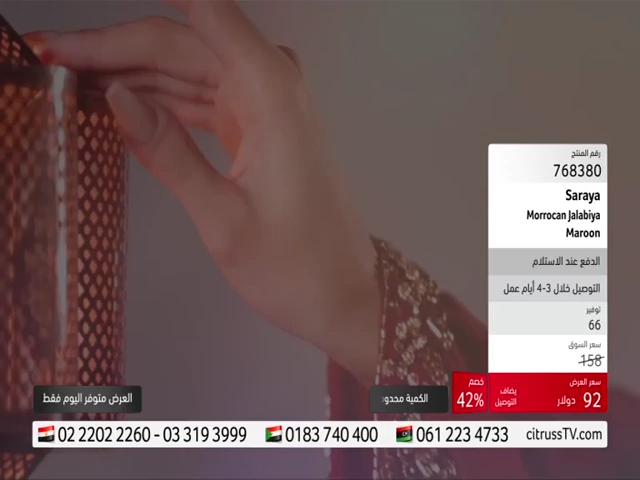 رقم المنتج
768380
Saraya
Morrocan Jalabiya
Maroon
الدفع عند الاستلام
التوصيل خلال 3-4 أيام عمل
توفير
66
سعر السوق
158
سعر العرض
92 دولار
يضاف
التوصيل
خصم
42%
الكمية محدود
العرض متوفر اليوم فقط
02 2202 2260 - 03 319 3999
0183 740 400
061 223 4733
citrussTV.com